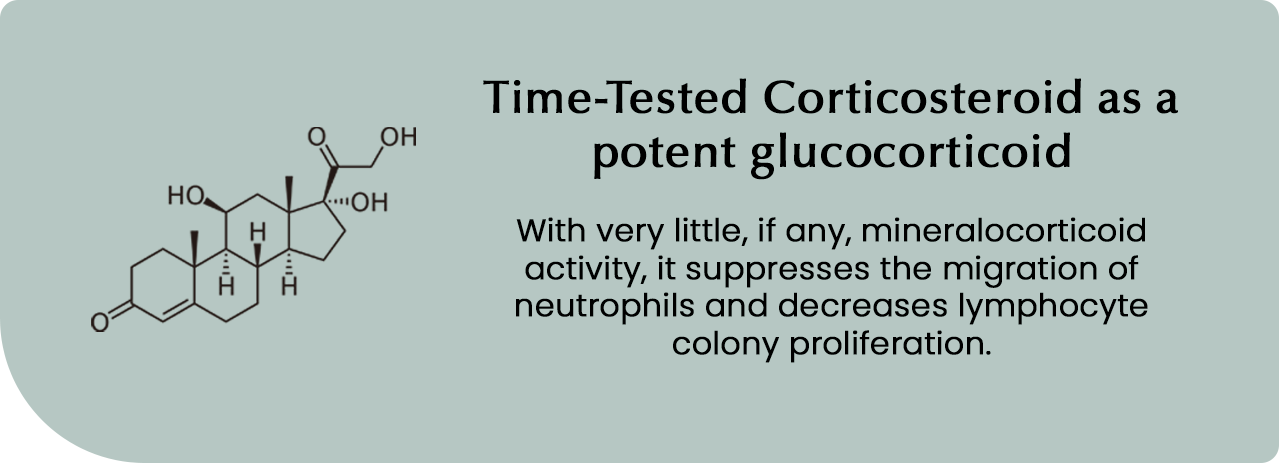 Time-Tested Corticosteroid as a
potent glucocorticoid
With very little, if any, mineralocorticoid
activity, it suppresses the migration of
neutrophils and decreases lymphocyte
colony proliferation.
O
OH
HO
OH
H
H
H
O